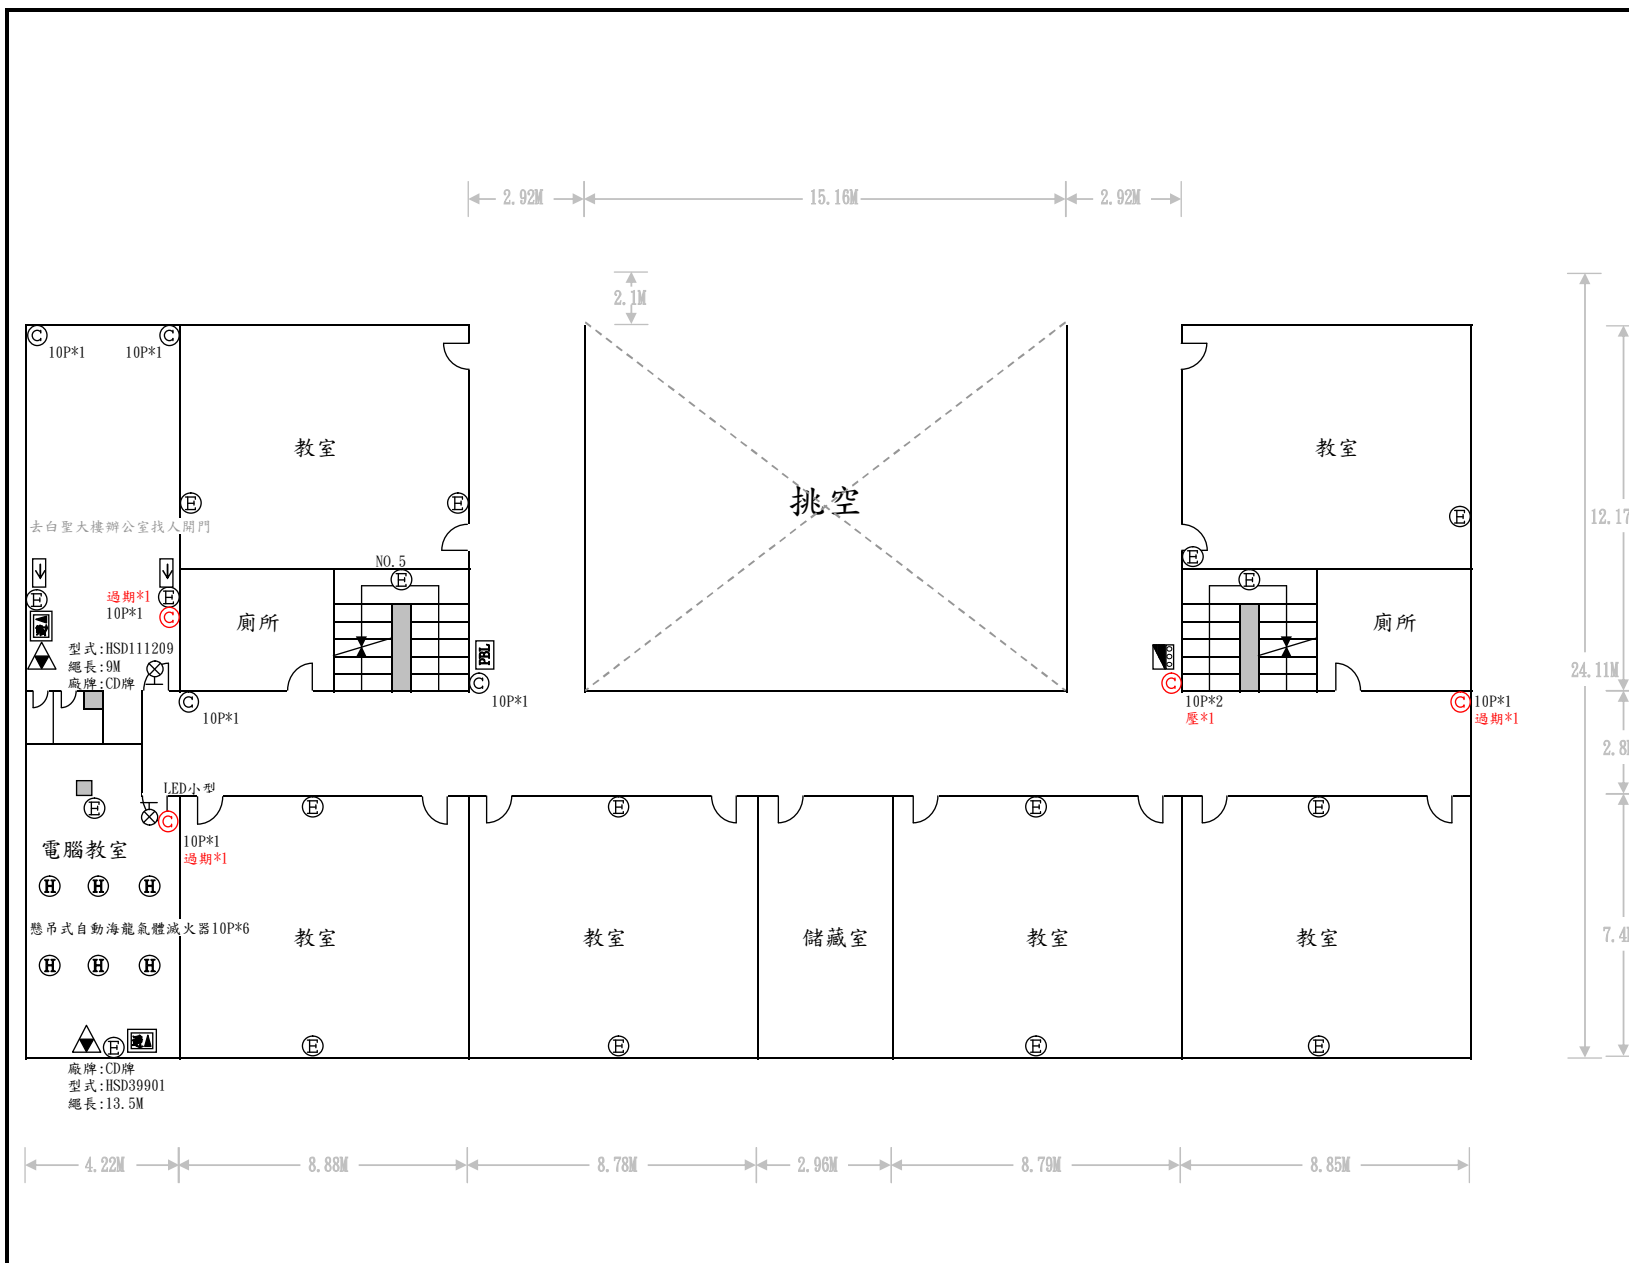 2.92M
15.16M
2.92M
2.1M
C
10P*1
C
10P*1
教室
教室
挑空
E
E
E
E
去白聖大樓辦公室找人開門
NO.5
E
E
E
E
過期*1
10P*1
C
廁所
廁所
型式:HSD111209
繩長:9M
廠牌:CD牌
PBL
C
10P*1
C
10P*1
C
10P*2
壓*1
C
10P*1
過期*1
12.17
24.11M
2.8
7.4
LED小型
E
C
10P*1
過期*1
E
E
E
E
電腦教室
H H H
懸吊式自動海龍氣體滅火器10P*6
H H H
教室
教室
儲藏室
教室
教室
E
E
E
E
E
廠牌:CD牌
型式:HSD39901
繩長:13.5M
4.22M
8.88M
8.78M
2.96M
8.79M
8.85M